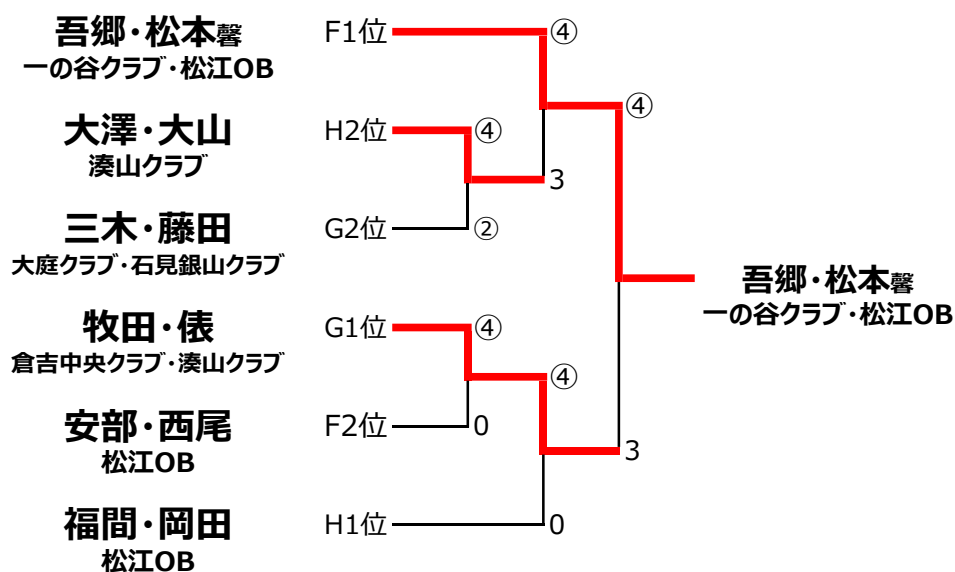 吾郷・松本馨
一の谷クラブ・松江OB
F1位
④
④
大澤・大山
湊山クラブ
H2位
④
3
三木・藤田
大庭クラブ・石見銀山クラブ
G2位
②
吾郷・松本馨
一の谷クラブ・松江OB
牧田・俵
倉吉中央クラブ・湊山クラブ
G1位
④
④
安部・西尾
松江OB
F2位
0
3
福間・岡田
松江OB
H1位
0